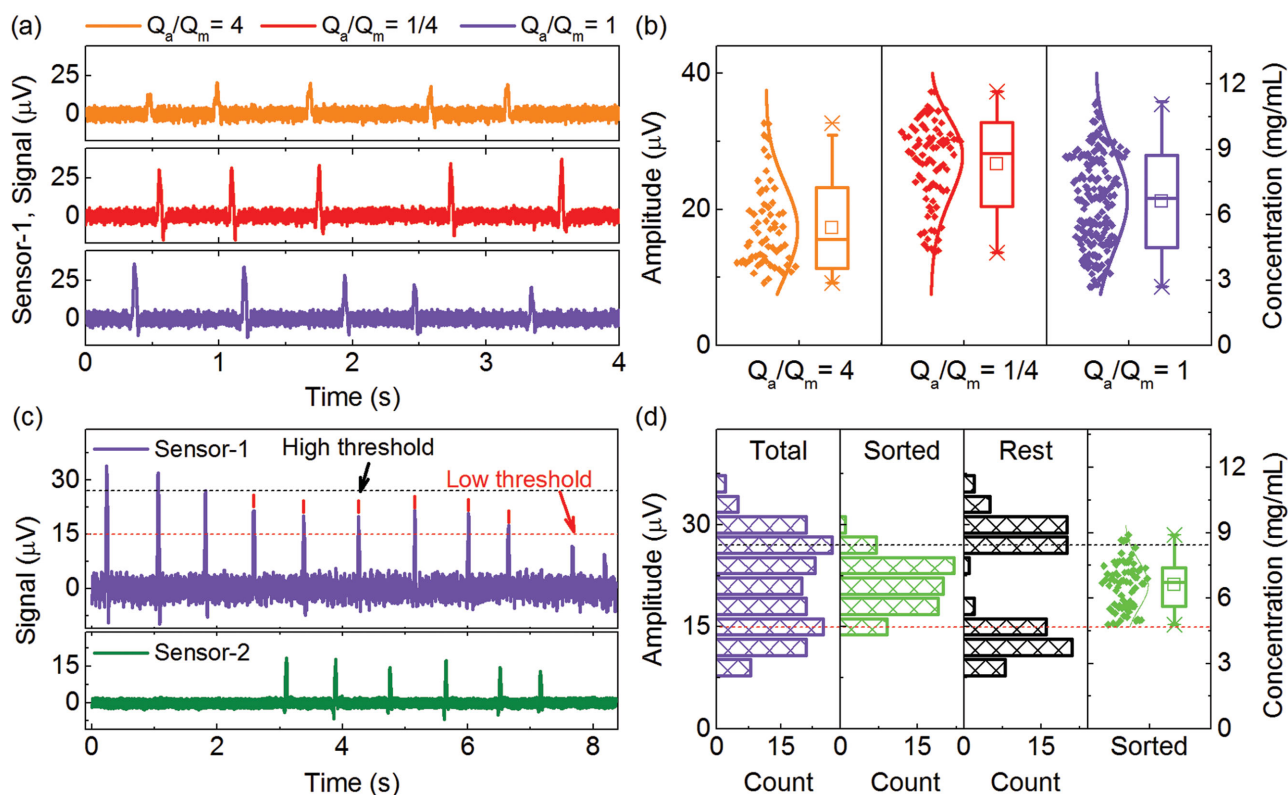 (a)
Qa/Qm = 4
Qa/Qm = 1/4
Qa/Qm = 1
Sensor-1, Signal (μV)
25
0
25
0
25
0
0 1 2 3 4
Time (s)
(b)
Amplitude (μV)
40
20
0
Qa/Qm = 4
Qa/Qm = 1/4
Qa/Qm = 1
12
9
6
3
0
Concentration (mg/mL)
(c)
Sensor-1
High threshold
Low threshold
Signal (μV)
30
15
0
Sensor-2
15
0
0 2 4 6 8
Time (s)
(d)
Total
Sorted
Rest
Amplitude (μV)
30
15
0
0 15
0 15
0 15
Count
Count
Count
Sorted
12
9
6
3
0
Concentration (mg/mL)